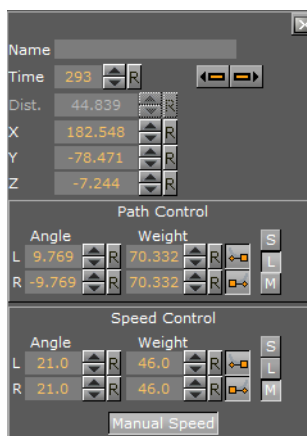 Name
Time 293 R
Dist. 44.839 R
X 182.548 R
Y -78.471 R
Z -7.244 R
Path Control
Angle Weight S
L 9.769 R 70.332 R L
R -9.769 R 70.332 R M
Speed Control
Angle Weight S
L 21.0 R 46.0 R L
R 21.0 R 46.0 R M
Manual Speed